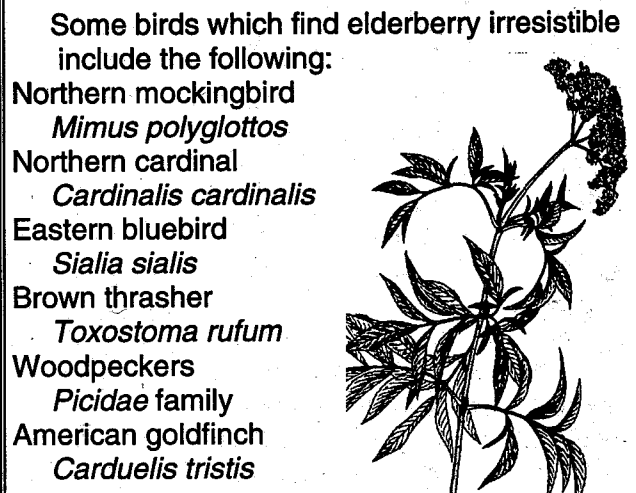 Some birds which find elderberry irresistible
include the following:
Northern mockingbird
Mimus polyglottos
Northern cardinal
Cardinalis cardinalis
Eastern bluebird
Sialia sialis
Brown thrasher
Toxostoma rufum
Woodpeckers
Picidae family
American goldfinch
Carduelis tristis